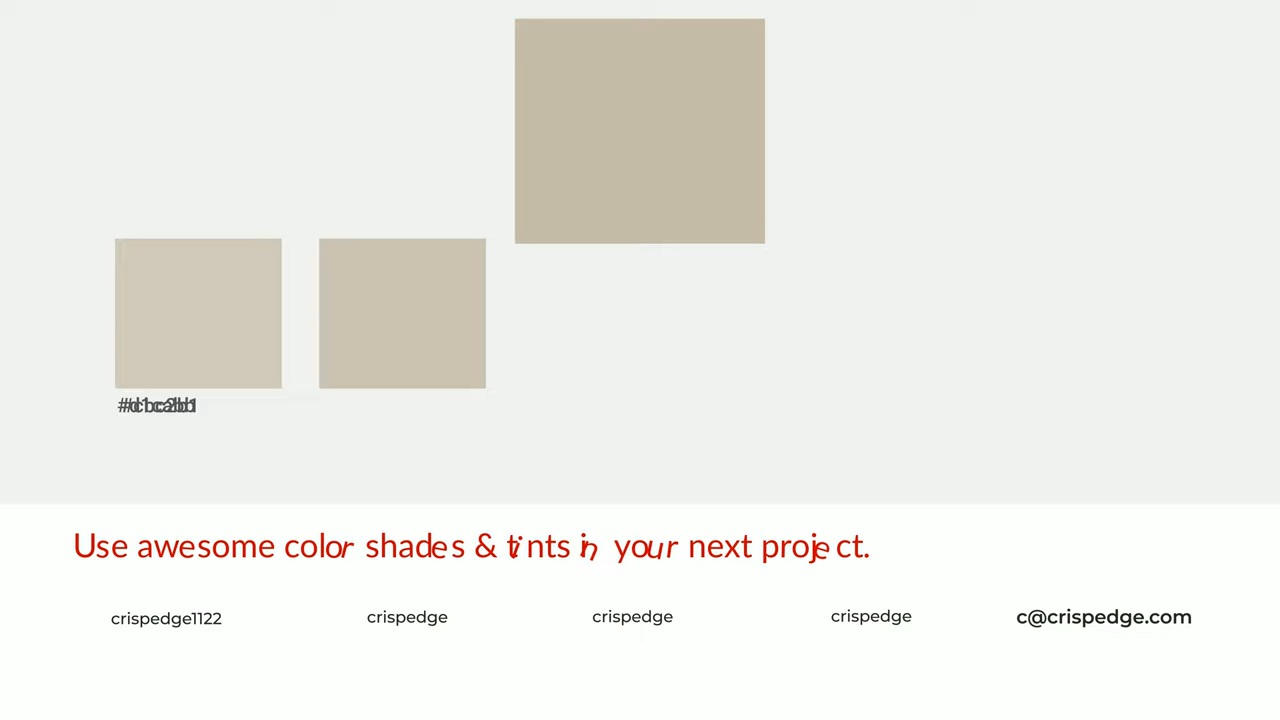 Use awesome color shades & tints in your next project.
crispedge1122 crispedge crispedge crispedge c@crispedge.com